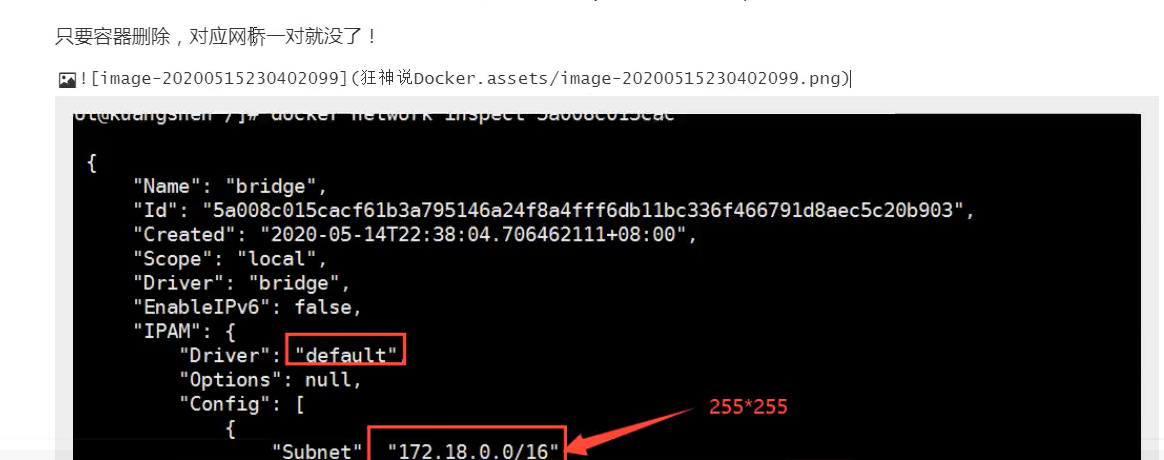 只要容器删除，对应网桥一对就没了！
![image-20200515230402099](狂神说Docker.assets/image-20200515230402099.png)
ot@kuangshen /]# docker network inspect 5a008c015cac
{
"Name": "bridge",
"Id": "5a008c015cacf61b3a795146a24f8a4fff6db11bc336f466791d8aec5c20b903",
"Created": "2020-05-14T22:38:04.706462111+08:00",
"Scope": "local",
"Driver": "bridge",
"EnableIPv6": false,
"IPAM": {
"Driver": "default"
"Options": null,
"Config": [
255*255
{
"Subnet" "172.18.0.0/16"